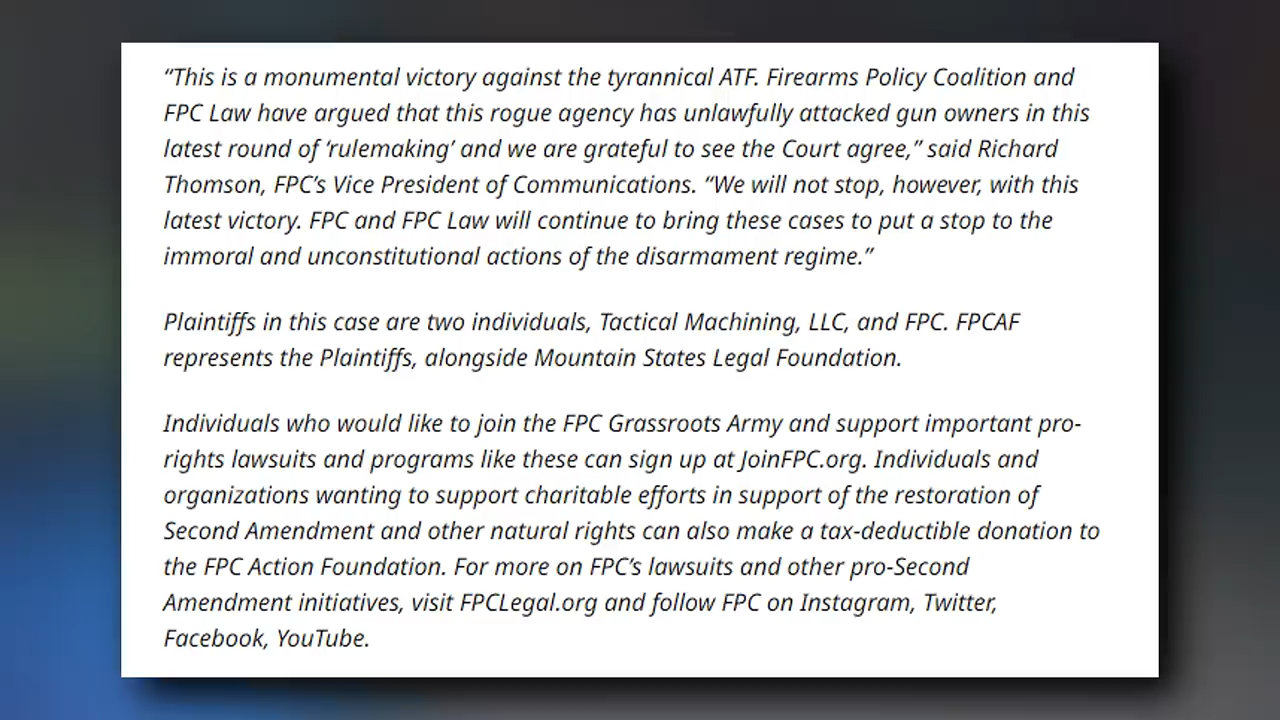 “This is a monumental victory against the tyrannical ATF. Firearms Policy Coalition and
FPC Law have argued that this rogue agency has unlawfully attacked gun owners in this
latest round of ‘rulemaking’ and we are grateful to see the Court agree,” said Richard
Thomson, FPC’s Vice President of Communications. “We will not stop, however, with this
latest victory. FPC and FPC Law will continue to bring these cases to put a stop to the
immoral and unconstitutional actions of the disarmament regime.”
Plaintiffs in this case are two individuals, Tactical Machining, LLC, and FPC. FPCAF
represents the Plaintiffs, alongside Mountain States Legal Foundation.
Individuals who would like to join the FPC Grassroots Army and support important pro-
rights lawsuits and programs like these can sign up at JoinFPC.org. Individuals and
organizations wanting to support charitable efforts in support of the restoration of
Second Amendment and other natural rights can also make a tax-deductible donation to
the FPC Action Foundation. For more on FPC’s lawsuits and other pro-Second
Amendment initiatives, visit FPCLegal.org and follow FPC on Instagram, Twitter,
Facebook, YouTube.